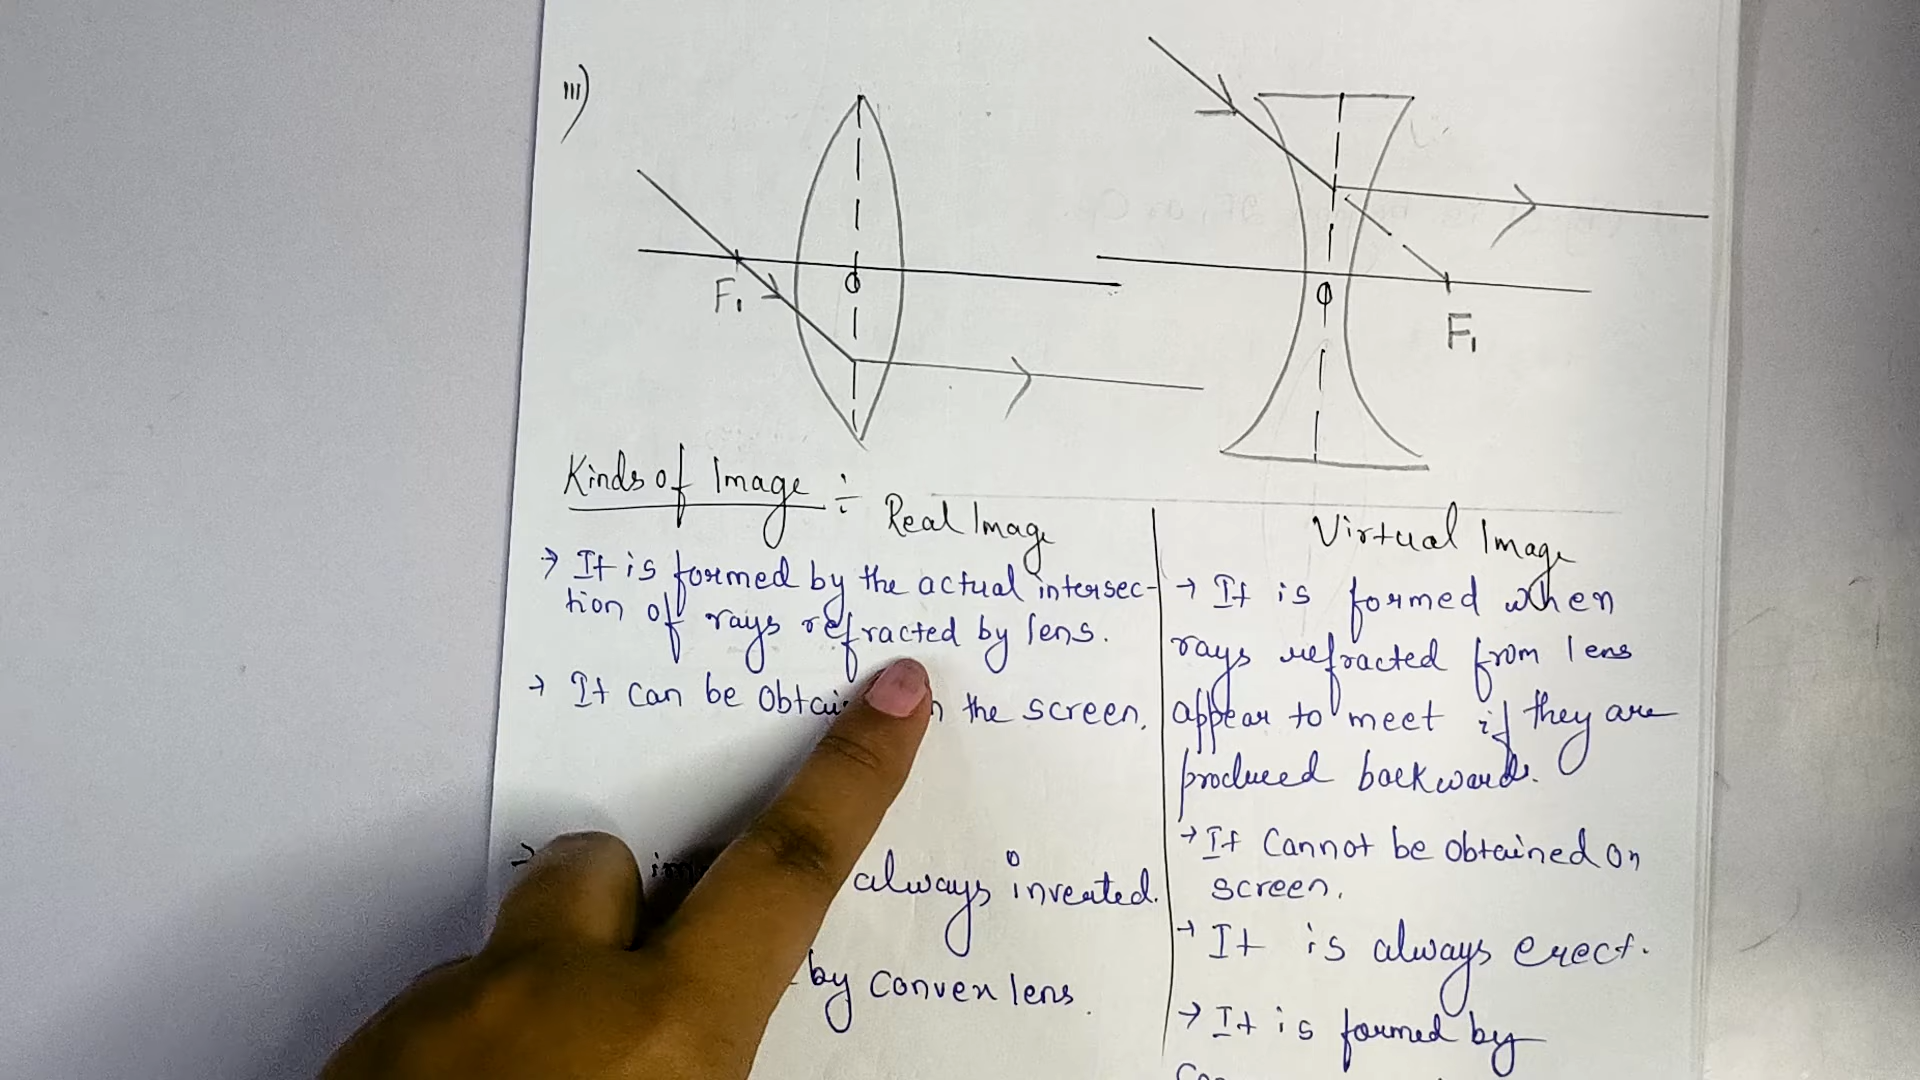 III)
F₁
O
O
F₁
Kinds of Image :-
Real Image
→ It is formed by the actual intersec-
tion of rays refracted by lens.
→ It can be on the screen.
→ always inverted.
by convex lens.
Virtual Image
→ It is formed when
rays refracted from lens
appear to meet if they are
produced backwards.
→ It Cannot be obtained on
screen.
→ It is always erect.
→ It is formed by